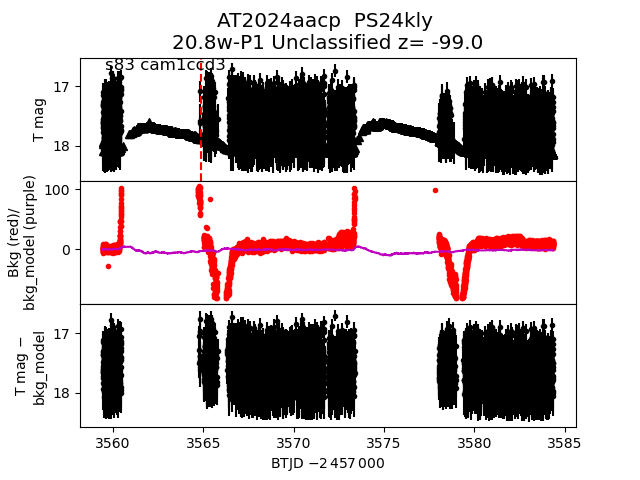 AT2024aacp  PS24kly
20.8w-P1 Unclassified z= -99.0
s83 cam1ccd3
T mag
17
18
Bkg (red)/
bkg_model (purple)
100
0
T mag −
bkg_model
17
18
3560 3565 3570 3575 3580 3585
BTJD −2 457 000